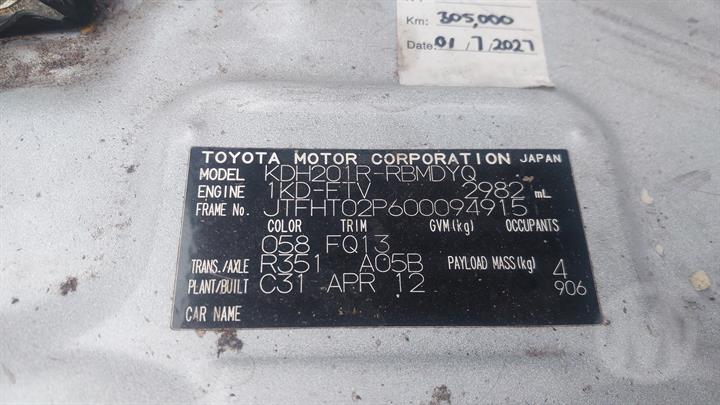 Km: 305,000
Date 01/7/2027
TOYOTA MOTOR CORPORATION JAPAN
MODEL KDH201R-RBMDYQ
ENGINE 1KD-FTV 2982 mL
FRAME No. JTFHT02P600094915
COLOR TRIM GVM(kg) OCCUPANTS
058 FQ13
TRANS./AXLE R351 A05B PAYLOAD MASS(kg) 4
PLANT/BUILT C31 APR 12 906
CAR NAME